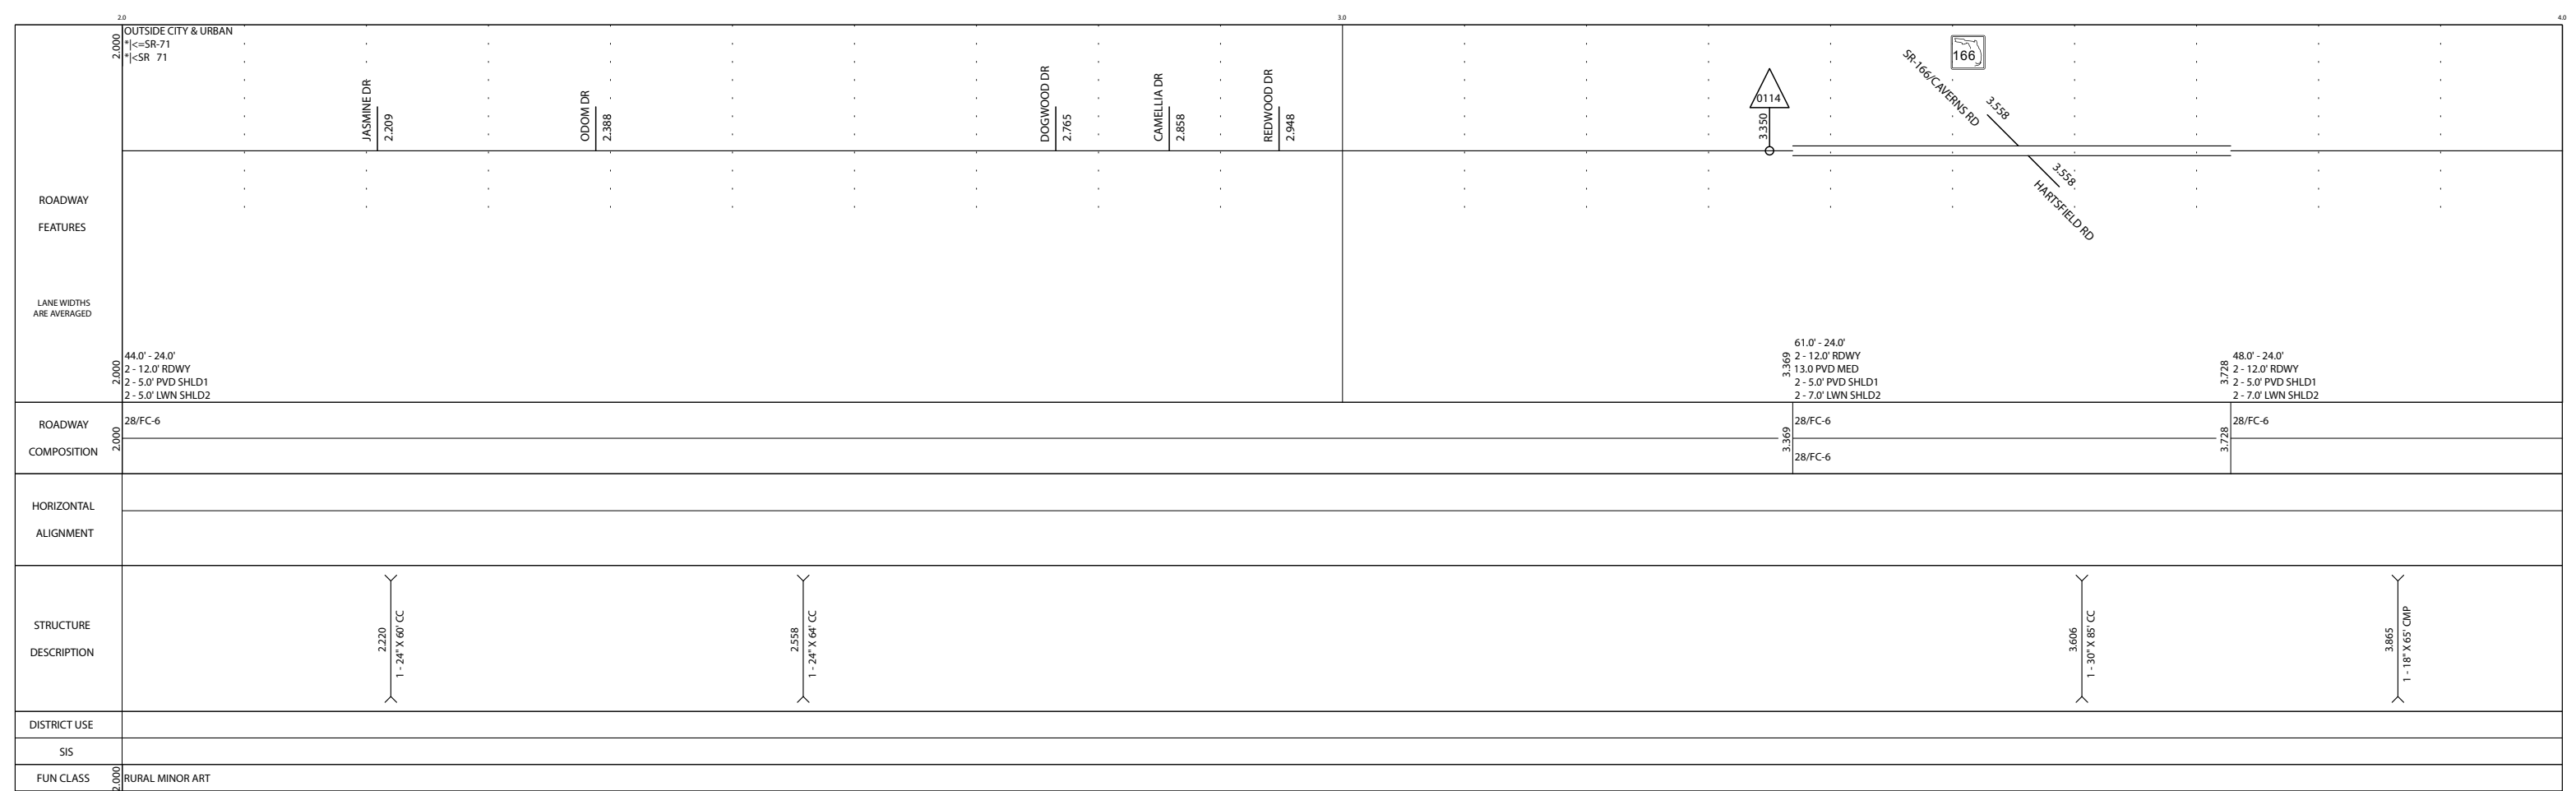 2.0
3.0
4.0
2.000
OUTSIDE CITY & URBAN
*|<=SR-71
*|<SR 71
JASMINE DR
2.209
ODOM DR
2.388
DOGWOOD DR
2.765
CAMELLIA DR
2.858
REDWOOD DR
2.948
0114
3.350
SR-166/CAVERNS RD
3.558
166
3.558
HARTSFIELD RD
ROADWAY
FEATURES
LANE WIDTHS
ARE AVERAGED
2.000
44.0' - 24.0'
2 - 12.0' RDWY
2 - 5.0' PVD SHLD1
2 - 5.0' LWN SHLD2
3.369
61.0' - 24.0'
2 - 12.0' RDWY
13.0 PVD MED
2 - 5.0' PVD SHLD1
2 - 7.0' LWN SHLD2
3.728
48.0' - 24.0'
2 - 12.0' RDWY
2 - 5.0' PVD SHLD1
2 - 7.0' LWN SHLD2
ROADWAY
COMPOSITION
2.000
28/FC-6
3.369
28/FC-6
28/FC-6
3.728
28/FC-6
HORIZONTAL
ALIGNMENT
STRUCTURE
DESCRIPTION
2.220
1 - 24" X 60' CC
2.558
1 - 24" X 64' CC
3.606
1 - 30" X 85' CC
3.865
1 - 18" X 65' CMP
DISTRICT USE
SIS
FUN CLASS
2.000
RURAL MINOR ART